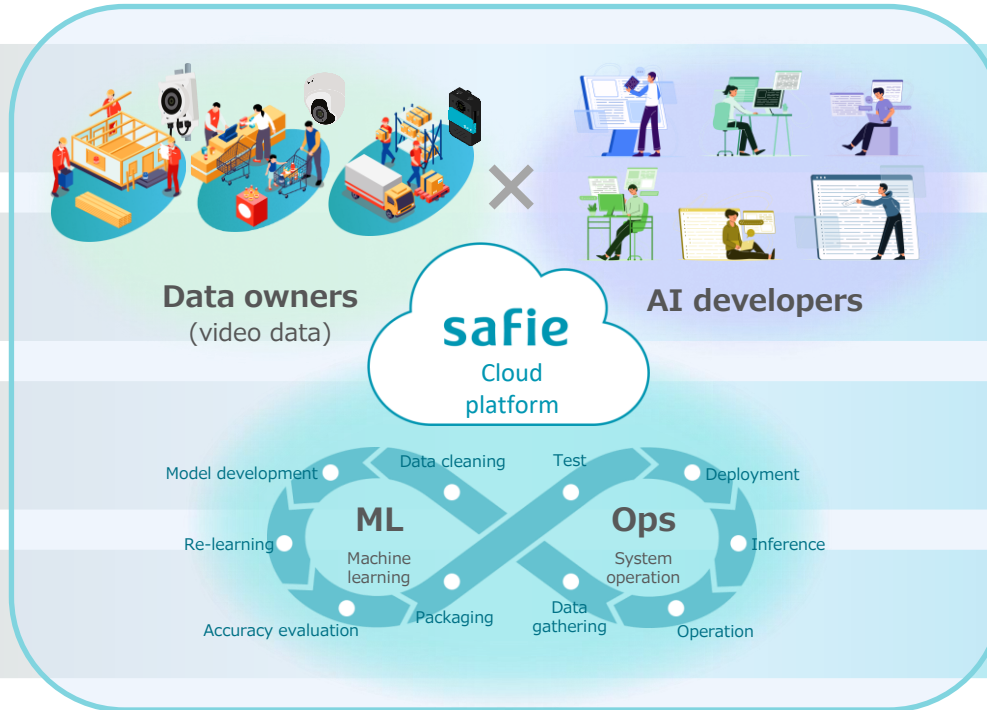 Data owners
(video data)
AI developers
safie
Cloud
platform
Model development
Data cleaning
Test
Deployment
ML
Ops
Re-learning
Machine
learning
System
operation
Inference
Accuracy evaluation
Packaging
Data
gathering
Operation